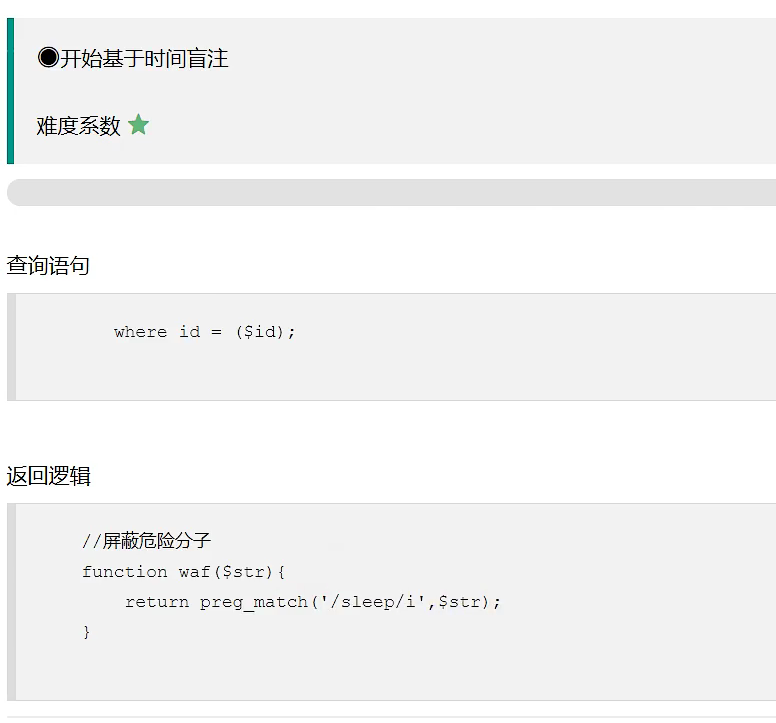 ◉开始基于时间盲注
难度系数 ★
查询语句
where id = ($id);
返回逻辑
//屏蔽危险分子
function waf($str){
return preg_match('/sleep/i',$str);
}